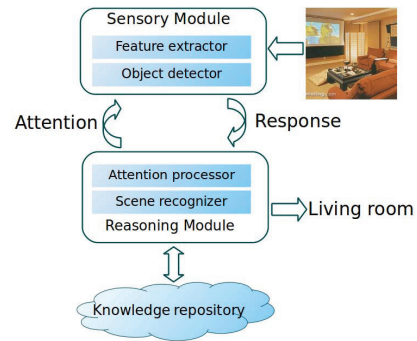 Sensory Module
Feature extractor
Object detector
Attention
Response
Attention processor
Scene recognizer
Reasoning Module
Living room
Knowledge repository